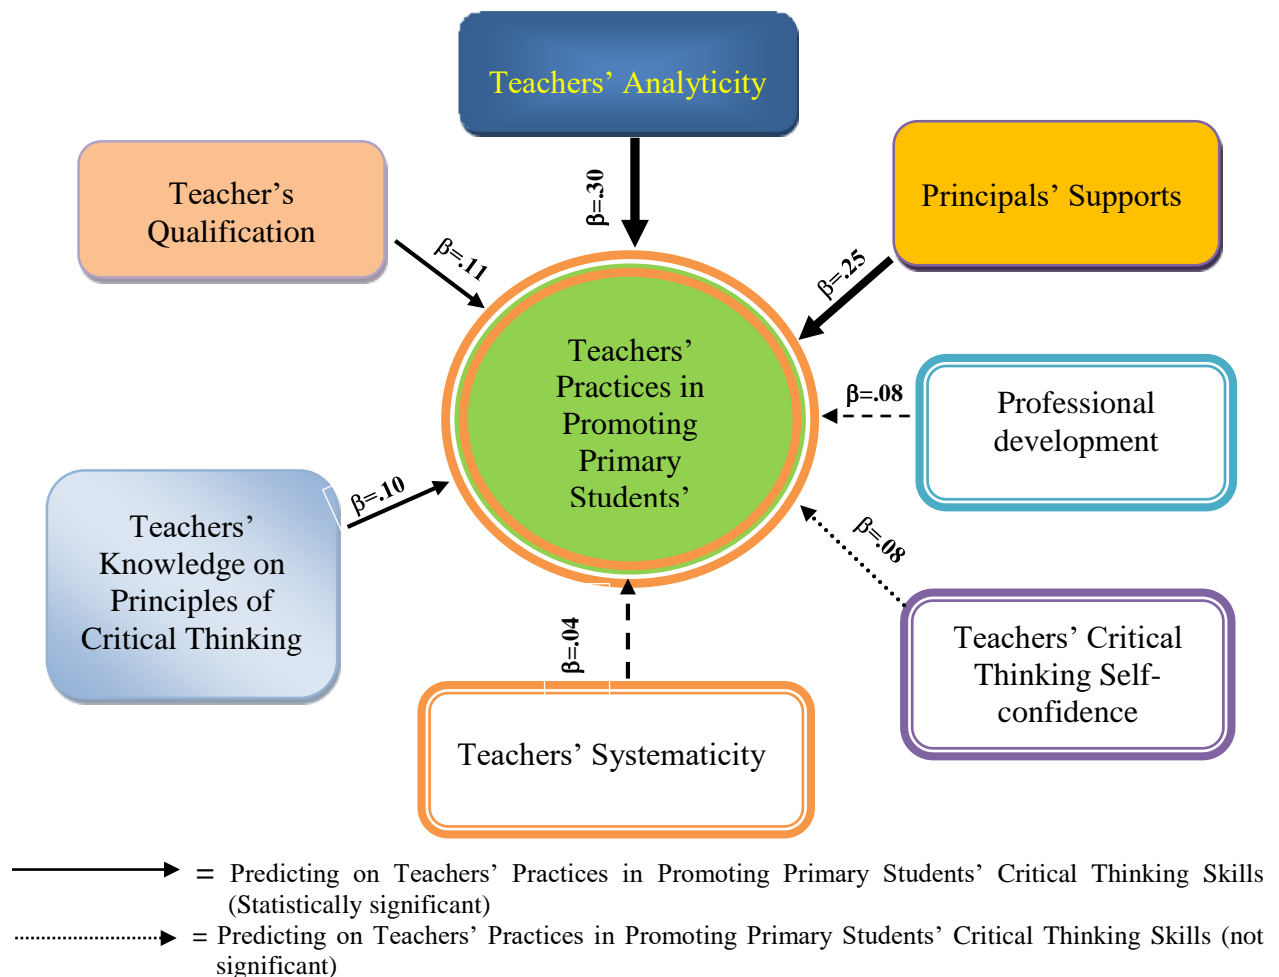 Teachers’ Analyticity
Teacher’s
Qualification
Principals’ Supports
β=.30
β=.11
β=.25
Teachers’
Practices in
Promoting
Primary
Students’
β=.08
Professional
development
β=.10
Teachers’
Knowledge on
Principles of
Critical Thinking
β=.08
β=.04
Teachers’ Critical
Thinking Self-
confidence
Teachers’ Systematicity
= Predicting on Teachers’ Practices in Promoting Primary Students’ Critical Thinking Skills
(Statistically significant)
= Predicting on Teachers’ Practices in Promoting Primary Students’ Critical Thinking Skills (not
significant)